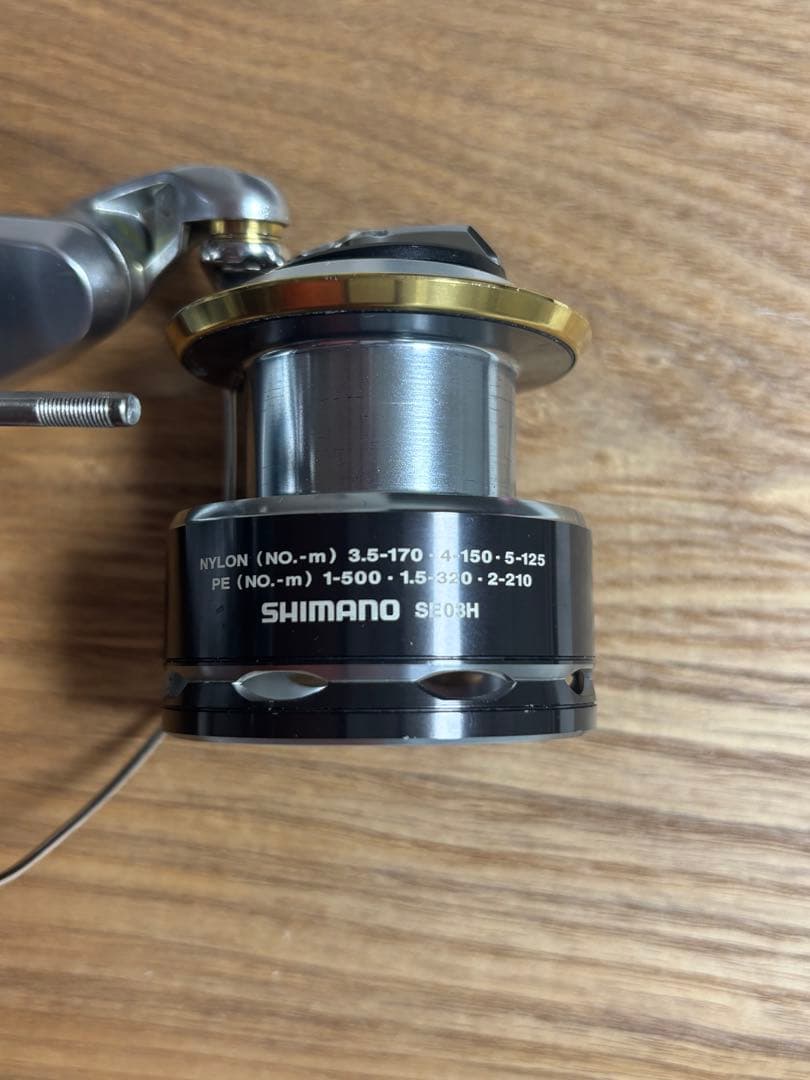 NYLON (NO.-m) 3.5-170・4-150・5-125
PE (NO.-m) 1-500・1.5-320・2-210
SHIMANO SE03H